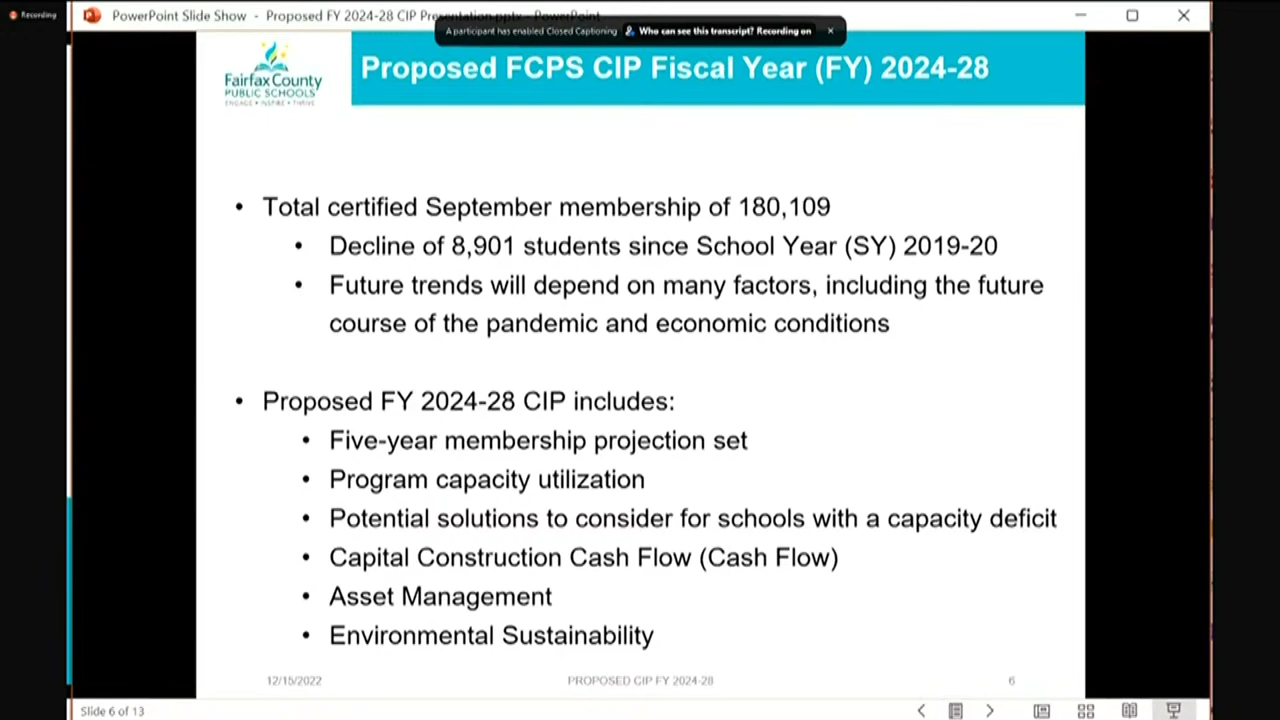 Recording
PowerPoint Slide Show - Proposed FY 2024-28 CIP Presentation.pptx - PowerPoint
A participant has enabled Closed Captioning Who can see this transcript? Recording on
Fairfax County
PUBLIC SCHOOLS
ENGAGE • INSPIRE • THRIVE
Proposed FCPS CIP Fiscal Year (FY) 2024-28
• Total certified September membership of 180,109
• Decline of 8,901 students since School Year (SY) 2019-20
• Future trends will depend on many factors, including the future
course of the pandemic and economic conditions
• Proposed FY 2024-28 CIP includes:
• Five-year membership projection set
• Program capacity utilization
• Potential solutions to consider for schools with a capacity deficit
• Capital Construction Cash Flow (Cash Flow)
• Asset Management
• Environmental Sustainability
12/15/2022 PROPOSED CIP FY 2024-28 6
Slide 6 of 13